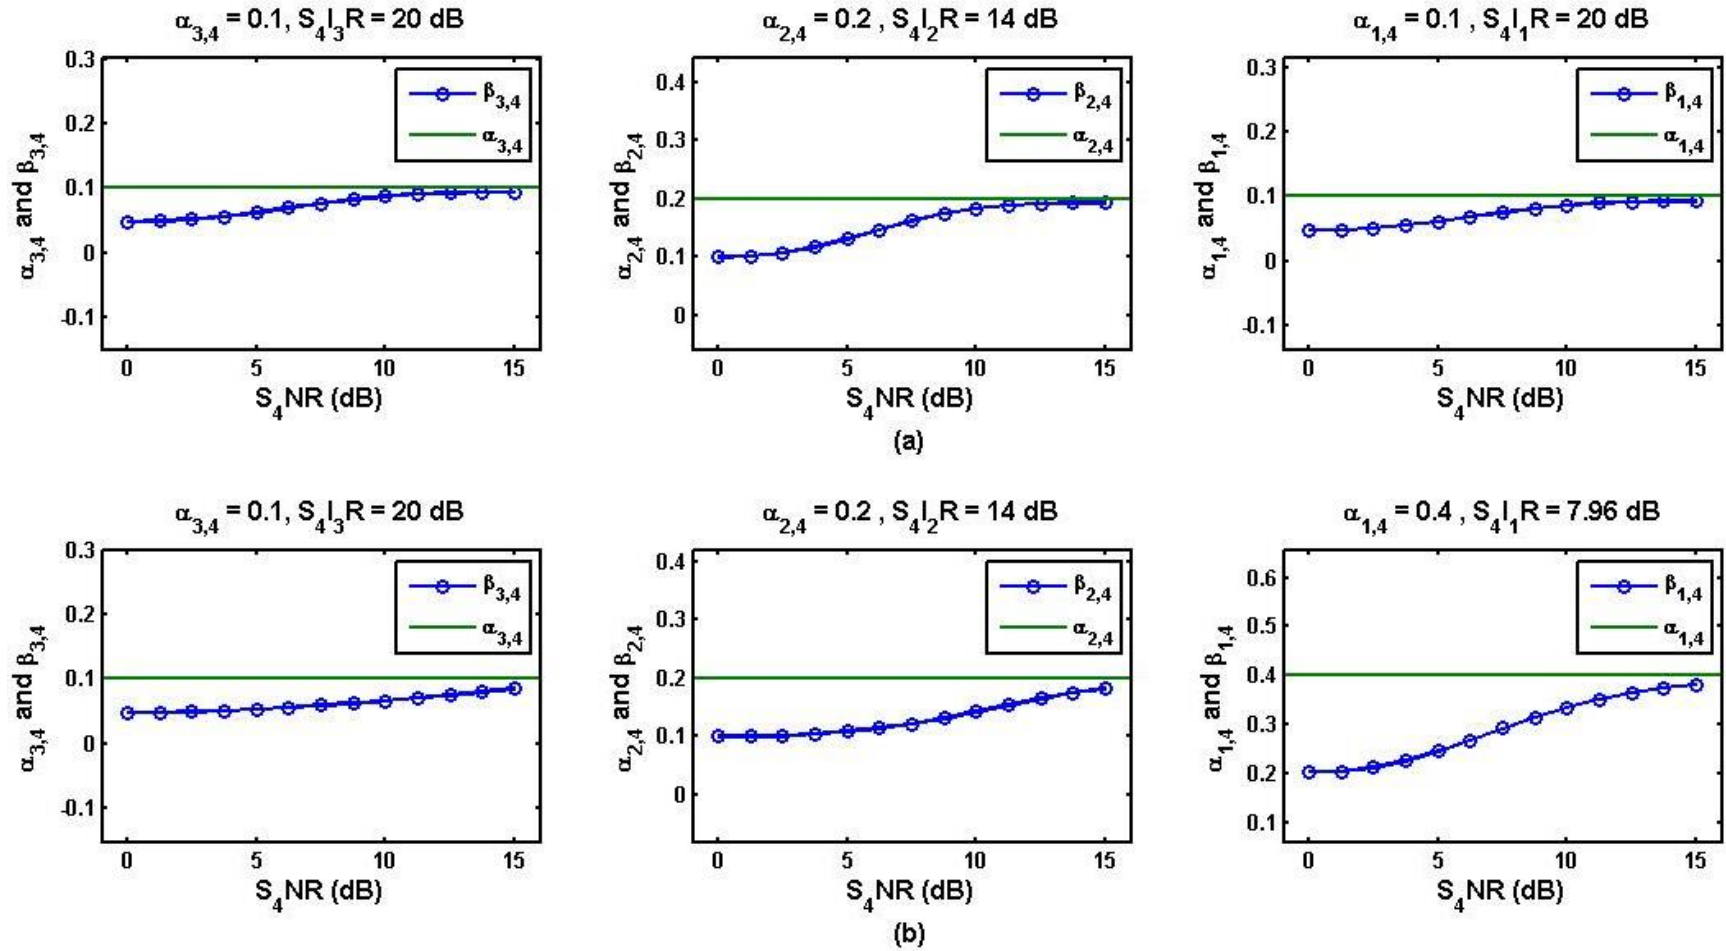 α3,4 = 0.1, S4I3R = 20 dB
0.3
0.2
0.1
0
-0.1
α3,4 and β3,4
β3,4
α3,4
0 5 10 15
S4NR (dB)
α2,4 = 0.2 , S4I2R = 14 dB
0.4
0.3
0.2
0.1
0
α2,4 and β2,4
β2,4
α2,4
0 5 10 15
S4NR (dB)
α1,4 = 0.1 , S4I1R = 20 dB
0.3
0.2
0.1
0
-0.1
α1,4 and β1,4
β1,4
α1,4
0 5 10 15
S4NR (dB)
(a)
α3,4 = 0.1, S4I3R = 20 dB
0.3
0.2
0.1
0
-0.1
α3,4 and β3,4
β3,4
α3,4
0 5 10 15
S4NR (dB)
α2,4 = 0.2 , S4I2R = 14 dB
0.4
0.3
0.2
0.1
0
α2,4 and β2,4
β2,4
α2,4
0 5 10 15
S4NR (dB)
α1,4 = 0.4 , S4I1R = 7.96 dB
0.6
0.5
0.4
0.3
0.2
0.1
α1,4 and β1,4
β1,4
α1,4
0 5 10 15
S4NR (dB)
(b)